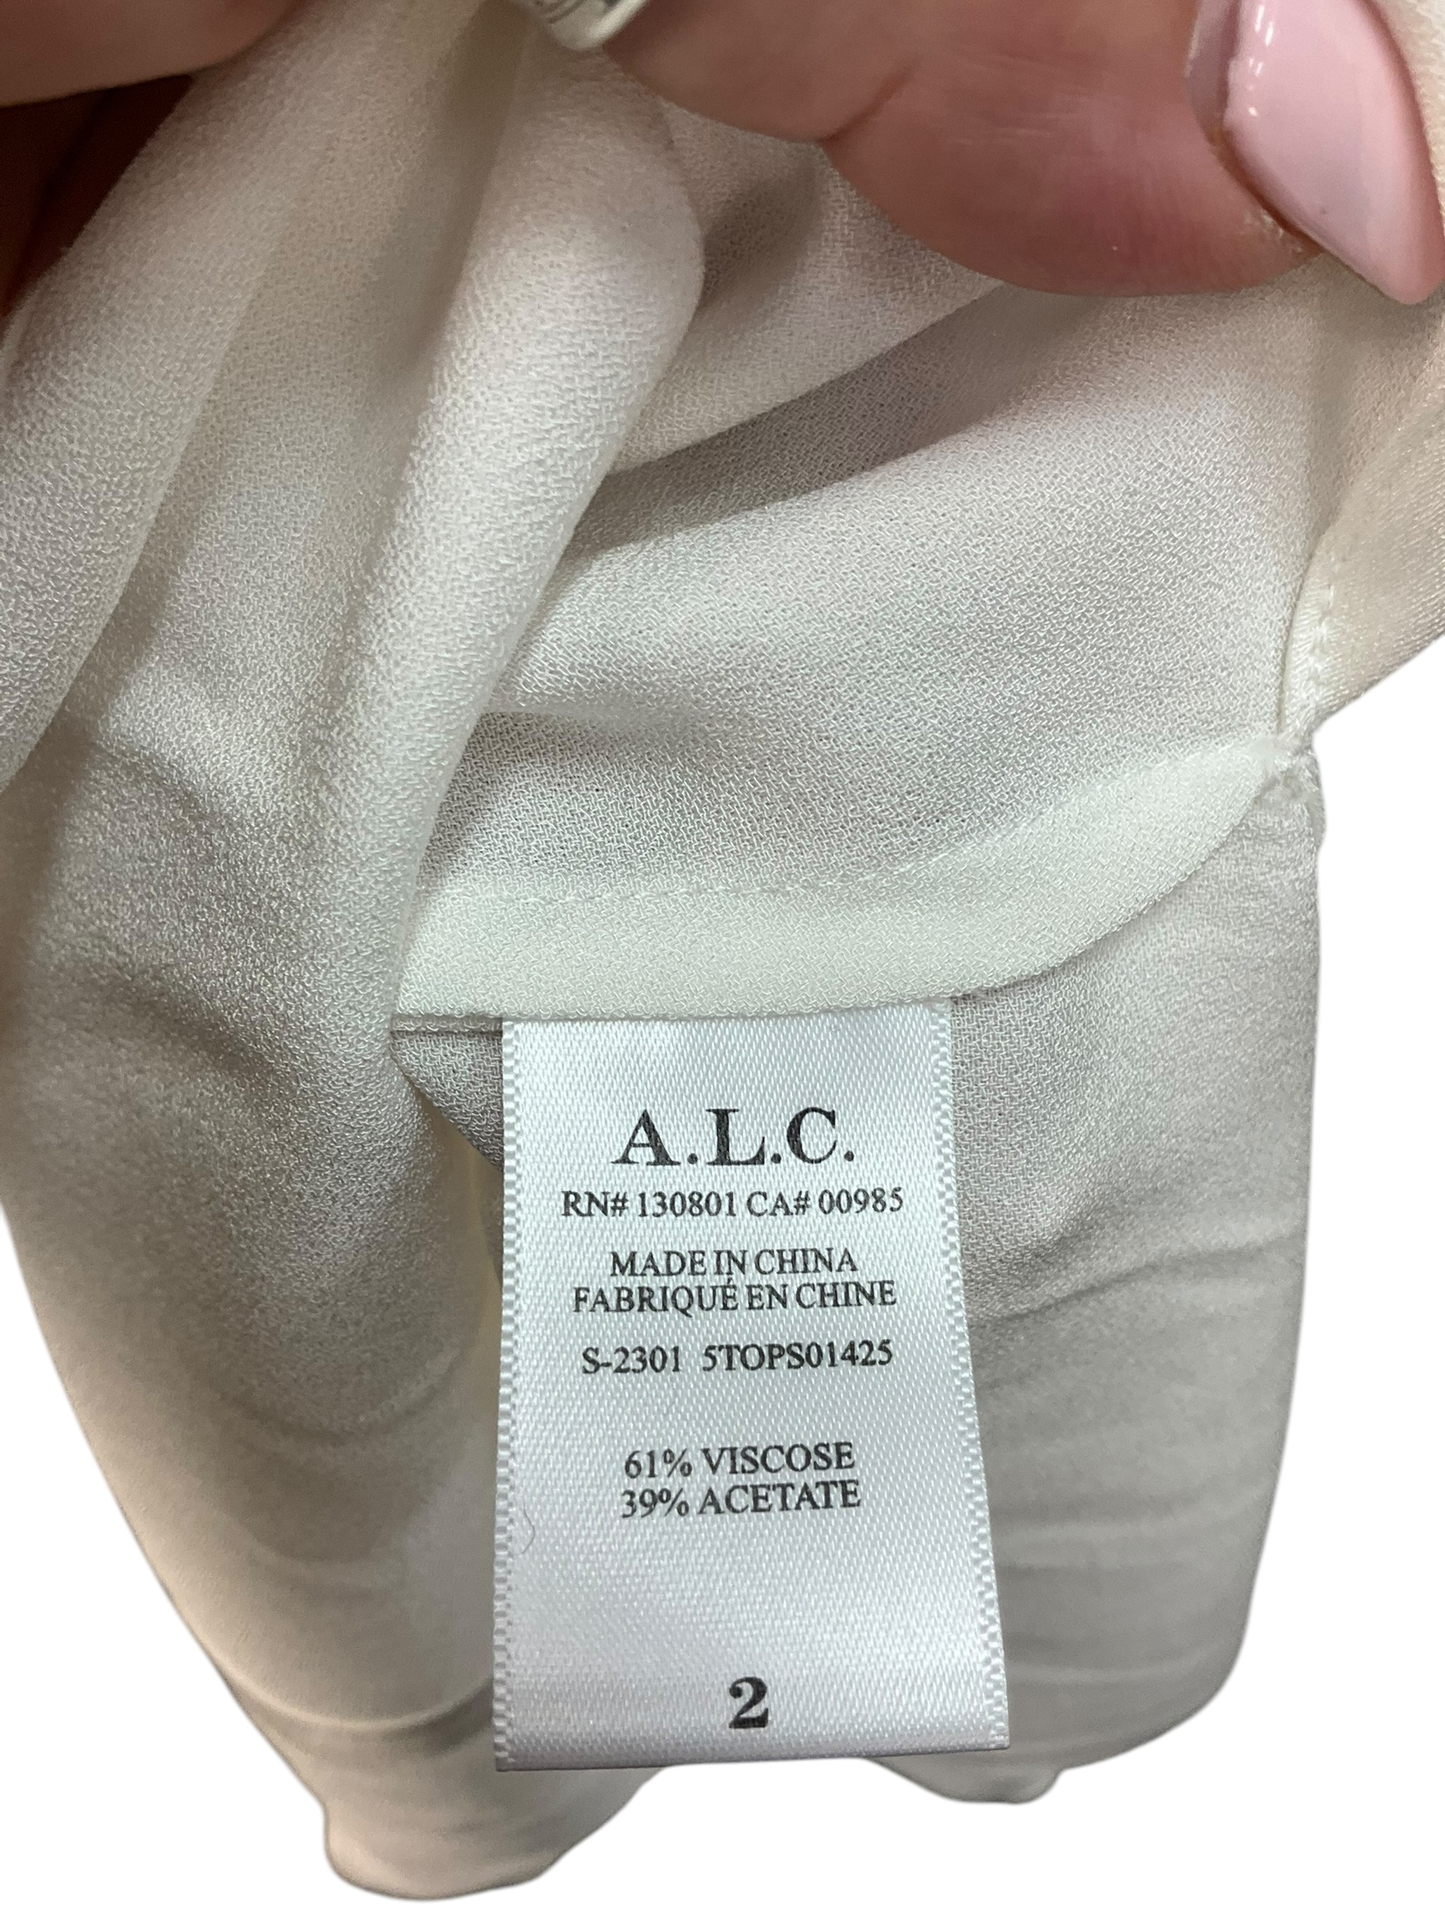 A.L.C.
RN# 130801 CA# 00985
MADE IN CHINA
FABRIQUÉ EN CHINE
S-2301 5TOPS01425
61% VISCOSE
39% ACETATE
2